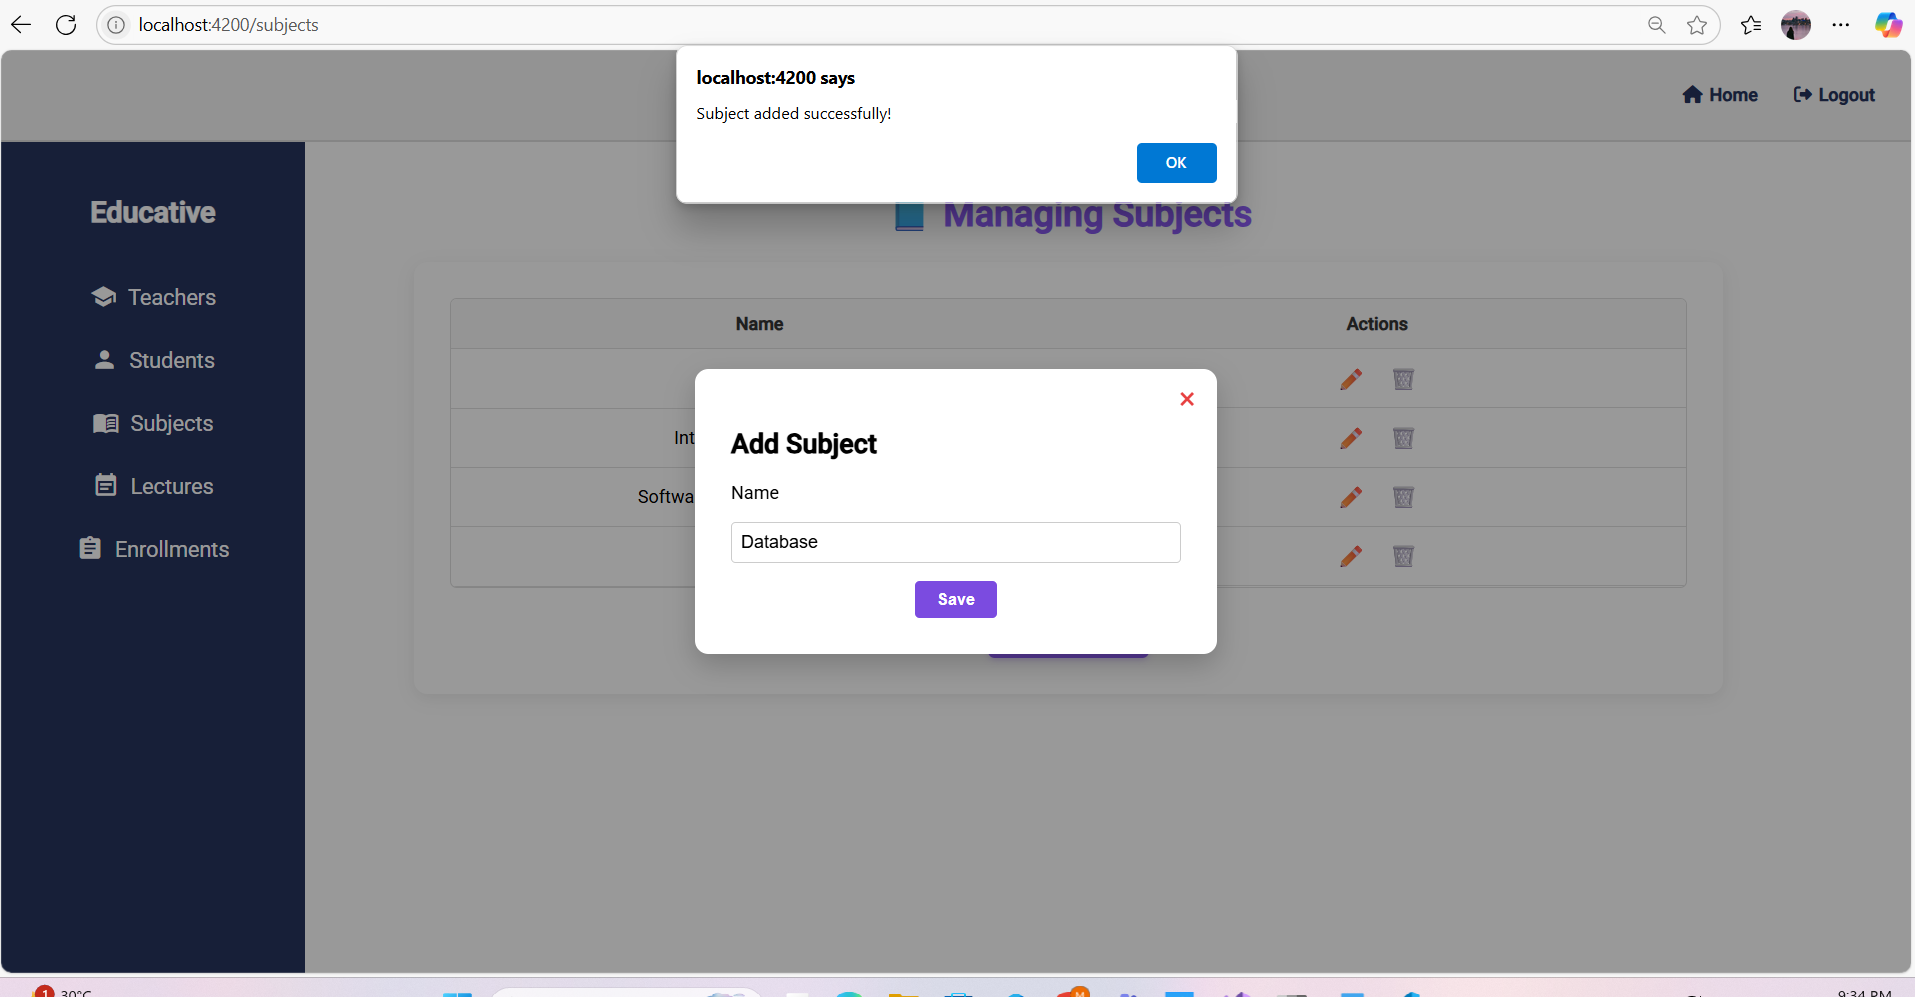 localhost:4200/subjects
localhost:4200 says
Subject added successfully!
OK
Home
Logout
Educative
Managing Subjects
Teachers
Students
Subjects
Lectures
Enrollments
Name
Actions
Int
Softwa
Add Subject
Name
Database
Save
1
30°C
9:34 PM